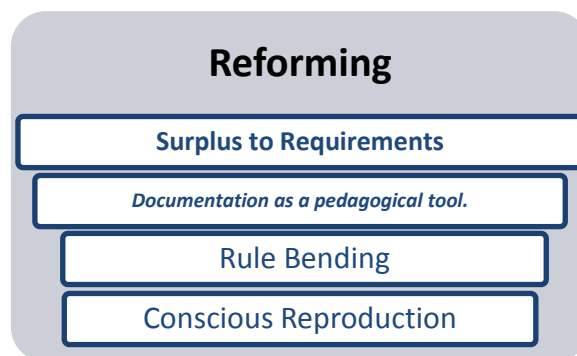 Reforming
Surplus to Requirements
Documentation as a pedagogical tool.
Rule Bending
Conscious Reproduction